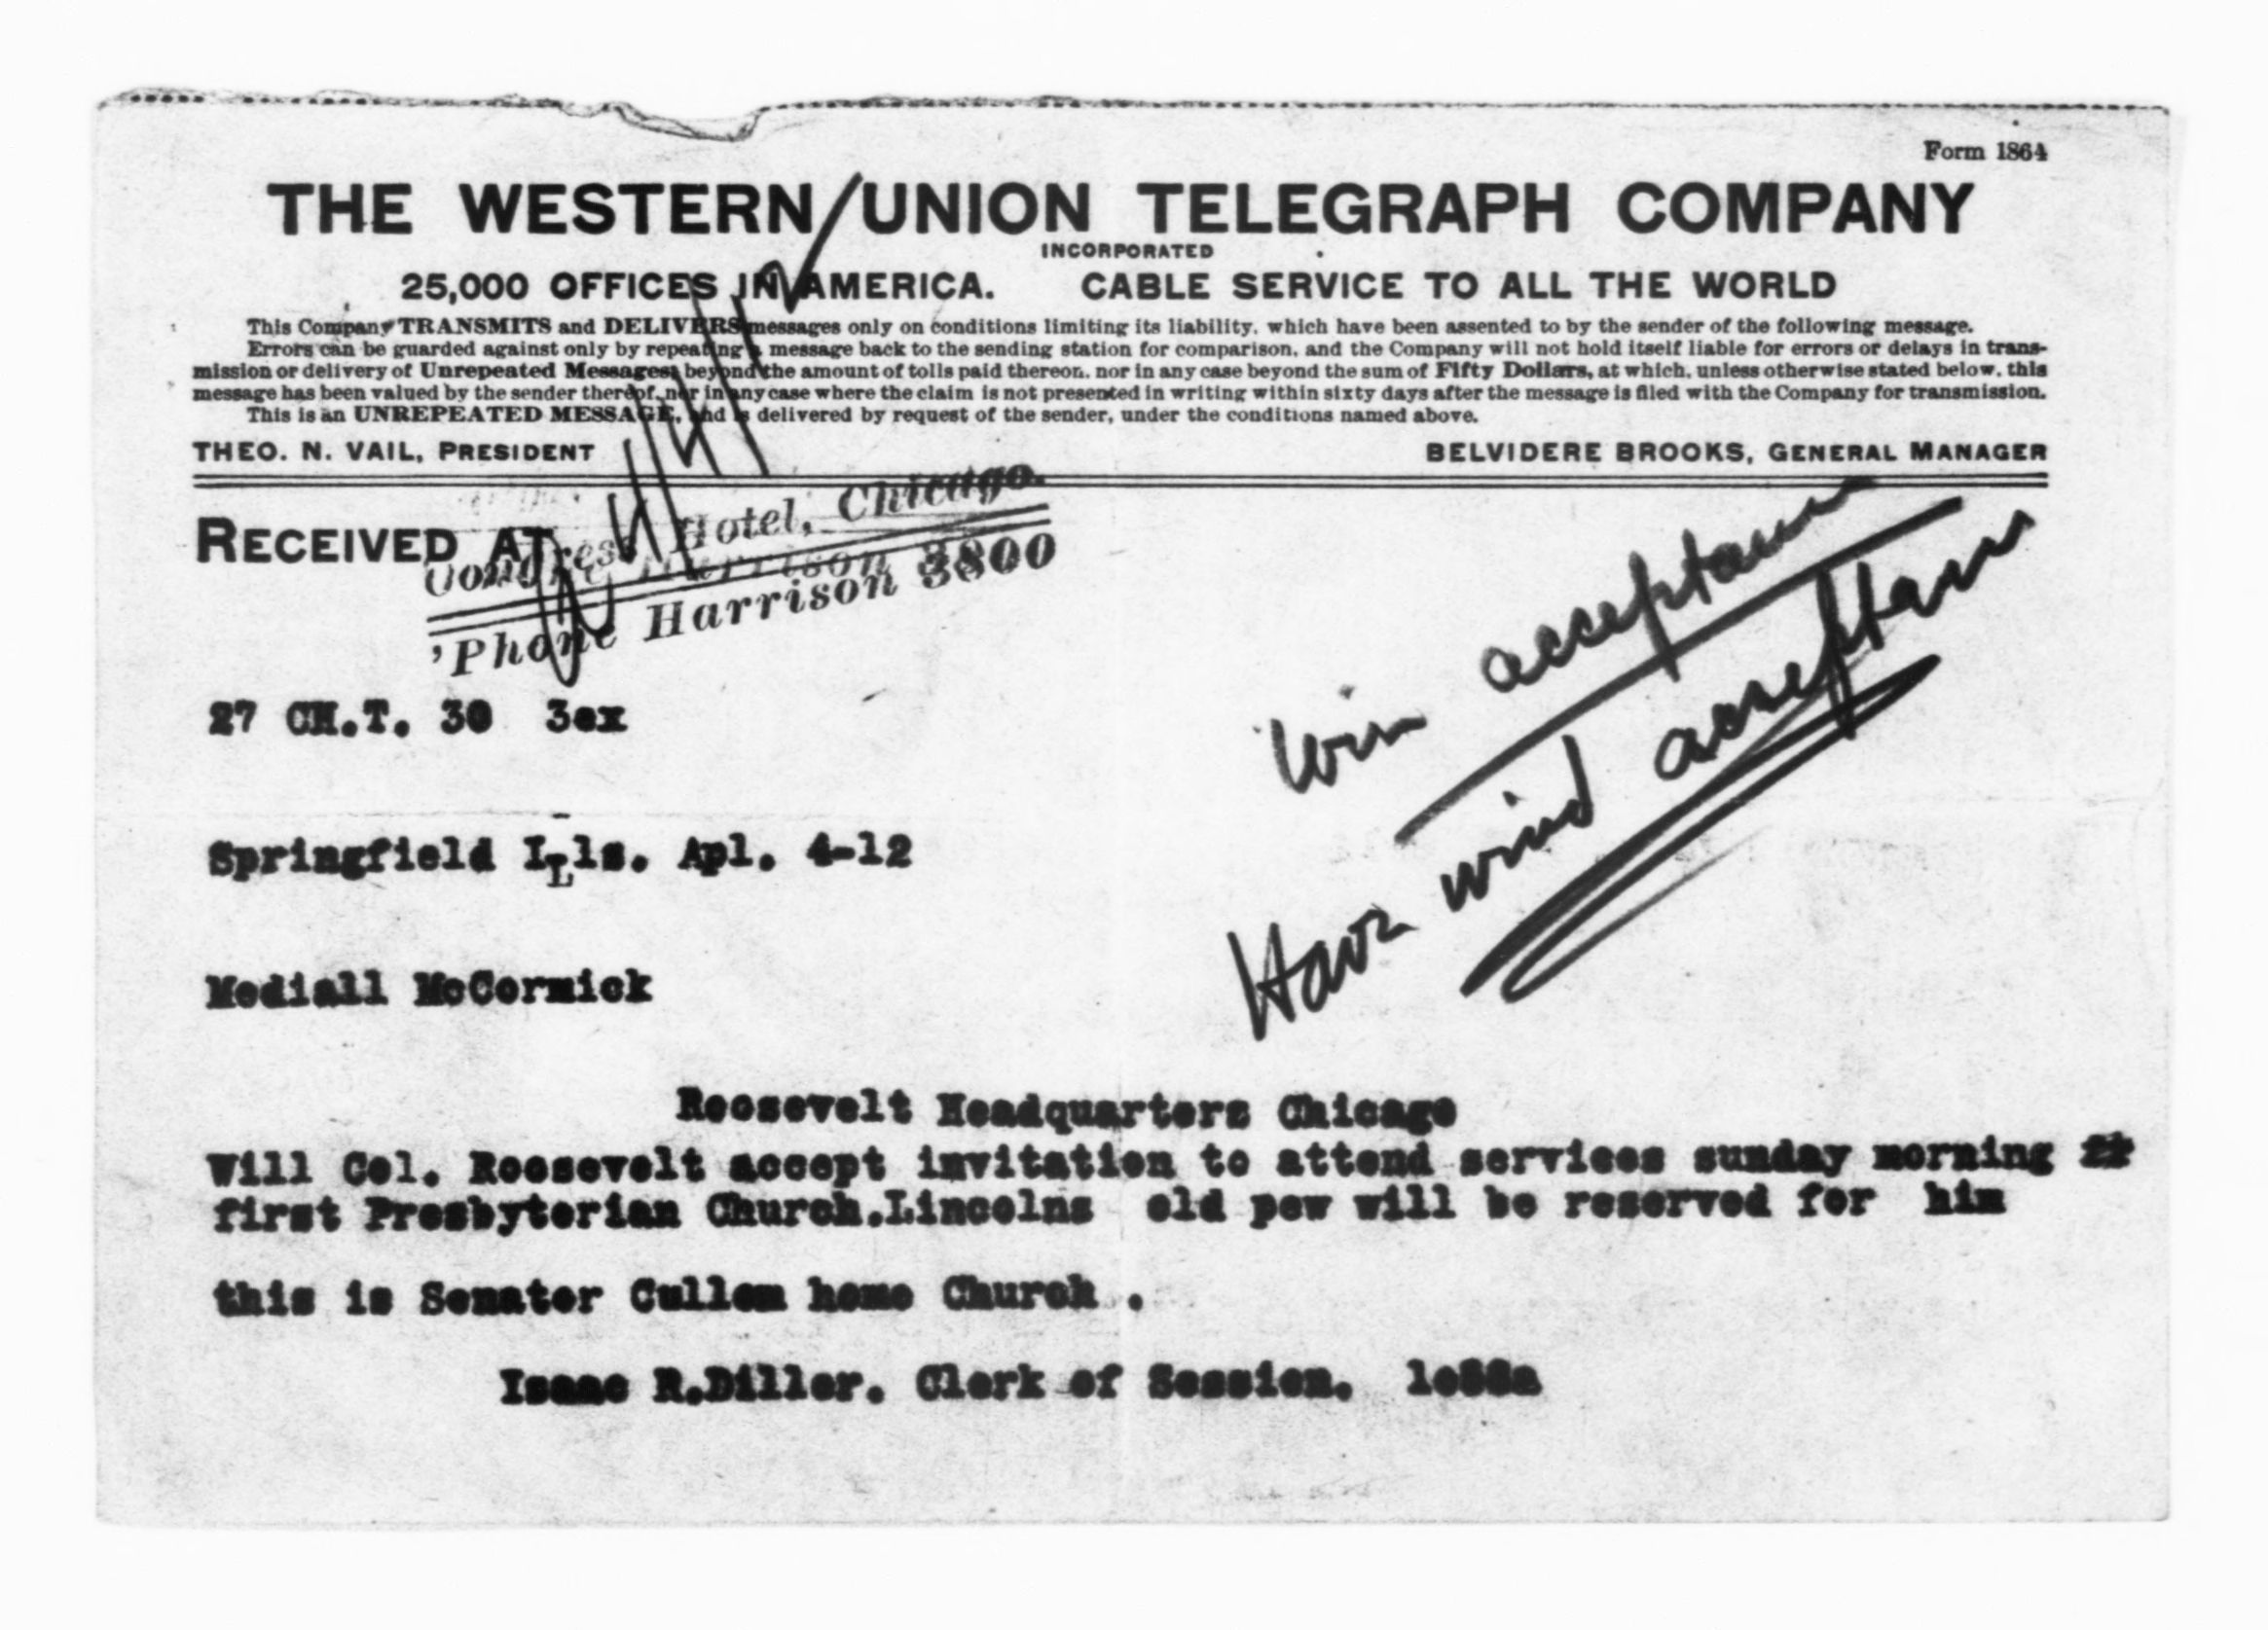 Form 1864
THE WESTERN UNION TELEGRAPH COMPANY
INCORPORATED
25,000 OFFICES IN AMERICA. CABLE SERVICE TO ALL THE WORLD
This Company TRANSMITS and DELIVERS messages only on conditions limiting its liability, which have been assented to by the sender of the following message.
Errors can be guarded against only by repeating a message back to the sending station for comparison, and the Company will not hold itself liable for errors or delays in trans-
mission or delivery of Unrepeated Messages, beyond the amount of tolls paid thereon, nor in any case beyond the sum of Fifty Dollars, at which, unless otherwise stated below, this
message has been valued by the sender thereof, nor in any case where the claim is not presented in writing within sixty days after the message is filed with the Company for transmission.
This is an UNREPEATED MESSAGE, and is delivered by request of the sender, under the conditions named above.
THEO. N. VAIL, PRESIDENT BELVIDERE BROOKS, GENERAL MANAGER
RECEIVED AT
Congress Hotel, Chicago.
'Phone Harrison 3800
Wire acceptance
Have wired acceptance
27 CH.T. 30 3ex
Springfield ILls. Apl. 4-12
Mediall McCormick
Roosevelt Headquarters Chicago
Will Col. Roosevelt accept invitation to attend services sunday morning
first Presbyterian Church.Lincolns old pew will be reserved for him
this is Senator Cullom home Church .
Isaac R.Diller. Clerk of Session.